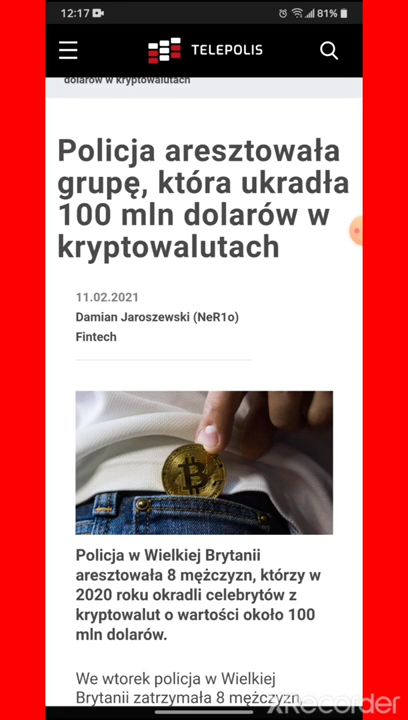 12:17
81%
TELEPOLIS
dolarów w kryptowalutach
Policja aresztowała
grupę, która ukradła
100 mln dolarów w
kryptowalutach
11.02.2021
Damian Jaroszewski (NeR1o)
Fintech
Policja w Wielkiej Brytanii
aresztowała 8 mężczyzn, którzy w
2020 roku okradli celebrytów z
kryptowalut o wartości około 100
mln dolarów.
We wtorek policja w Wielkiej
Brytanii zatrzymała 8 mężczyzn,
XRecorder